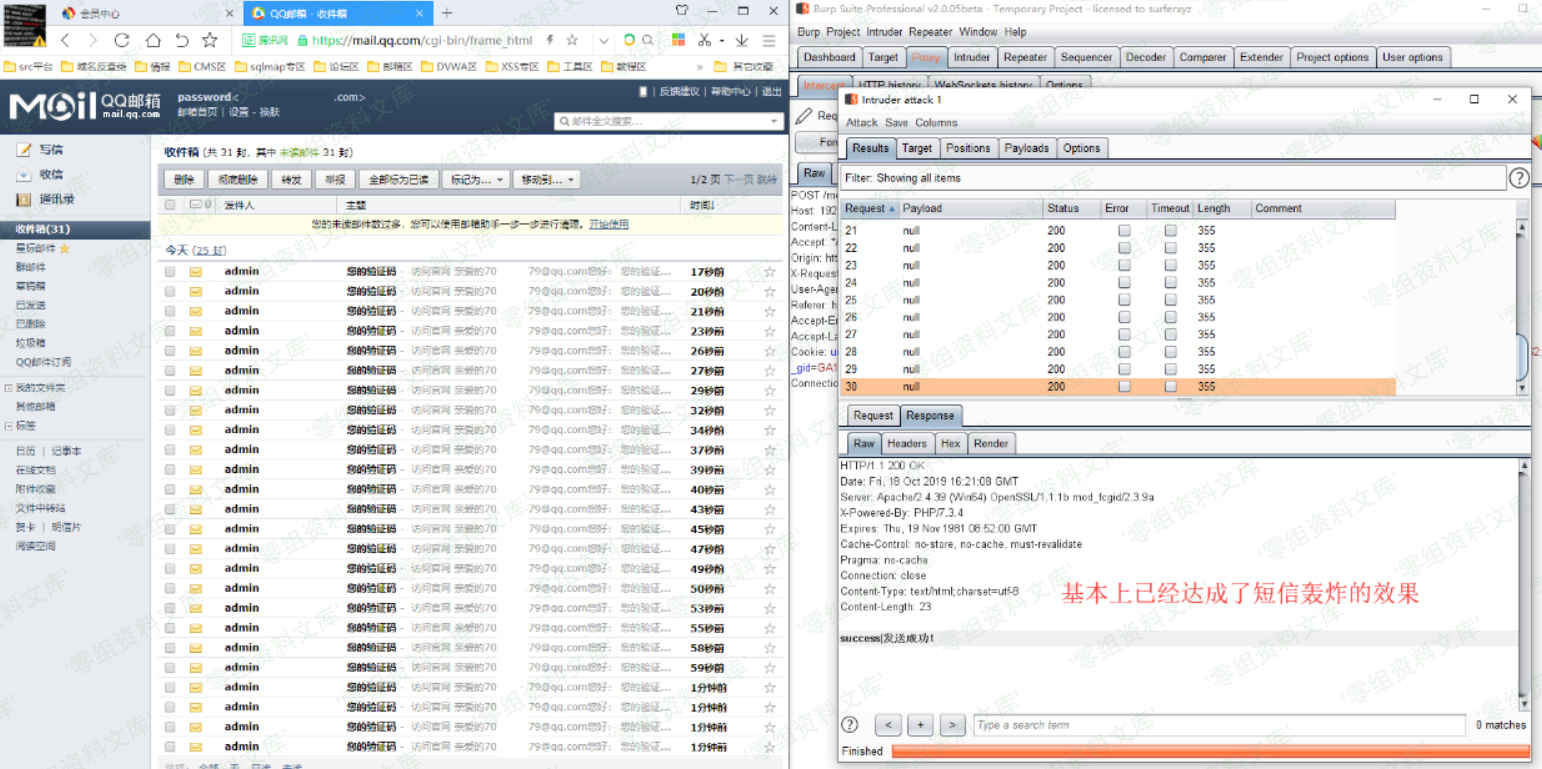 会员中心
QQ邮箱 - 收件箱
证 腾讯网 https://mail.qq.com/cgi-bin/frame_html
src平台 域名反查录 情报 CMS区 sqlmap专区 论坛区 邮箱区 DVWA区 XSS专区 工具区 教程区 » 其它收藏
QQ邮箱 mail.qq.com
password< .com>
邮箱首页 | 设置 - 换肤
反馈建议 | 帮助中心 | 退出
邮件全文搜索...
写信
收信
通讯录
收件箱(31)
星标邮件
群邮件
草稿箱
已发送
已删除
垃圾箱
QQ邮件订阅
我的文件夹
其他邮箱
标签
日历 | 记事本
在线文档
附件收藏
文件中转站
贺卡 | 明信片
阅读空间
收件箱 (共 31 封, 其中 未读邮件 31 封)
删除 彻底删除 转发 举报 全部标为已读 标记为... 移动到... 1/2 页 下一页 跳转
发件人 主题 时间↓
您的未读邮件数过多, 您可以使用邮箱助手一步一步进行清理。 开始使用
今天 (25 封)
admin 您的验证码 - 访问官网 亲爱的70 79@qq.com您好： 您的验证... 17秒前
admin 您的验证码 - 访问官网 亲爱的70 79@qq.com您好： 您的验证... 20秒前
admin 您的验证码 - 访问官网 亲爱的70 79@qq.com您好： 您的验证... 21秒前
admin 您的验证码 - 访问官网 亲爱的70 79@qq.com您好： 您的验证... 23秒前
admin 您的验证码 - 访问官网 亲爱的70 79@qq.com您好： 您的验证... 26秒前
admin 您的验证码 - 访问官网 亲爱的70 79@qq.com您好： 您的验证... 27秒前
admin 您的验证码 - 访问官网 亲爱的70 79@qq.com您好： 您的验证... 29秒前
admin 您的验证码 - 访问官网 亲爱的70 79@qq.com您好： 您的验证... 32秒前
admin 您的验证码 - 访问官网 亲爱的70 79@qq.com您好： 您的验证... 34秒前
admin 您的验证码 - 访问官网 亲爱的70 79@qq.com您好： 您的验证... 37秒前
admin 您的验证码 - 访问官网 亲爱的70 79@qq.com您好： 您的验证... 39秒前
admin 您的验证码 - 访问官网 亲爱的70 79@qq.com您好： 您的验证... 40秒前
admin 您的验证码 - 访问官网 亲爱的70 79@qq.com您好： 您的验证... 43秒前
admin 您的验证码 - 访问官网 亲爱的70 79@qq.com您好： 您的验证... 45秒前
admin 您的验证码 - 访问官网 亲爱的70 79@qq.com您好： 您的验证... 47秒前
admin 您的验证码 - 访问官网 亲爱的70 79@qq.com您好： 您的验证... 49秒前
admin 您的验证码 - 访问官网 亲爱的70 79@qq.com您好： 您的验证... 50秒前
admin 您的验证码 - 访问官网 亲爱的70 79@qq.com您好： 您的验证... 53秒前
admin 您的验证码 - 访问官网 亲爱的70 79@qq.com您好： 您的验证... 55秒前
admin 您的验证码 - 访问官网 亲爱的70 79@qq.com您好： 您的验证... 58秒前
admin 您的验证码 - 访问官网 亲爱的70 79@qq.com您好： 您的验证... 59秒前
admin 您的验证码 - 访问官网 亲爱的70 79@qq.com您好： 您的验证... 1分钟前
admin 您的验证码 - 访问官网 亲爱的70 79@qq.com您好： 您的验证... 1分钟前
admin 您的验证码 - 访问官网 亲爱的70 79@qq.com您好： 您的验证... 1分钟前
admin 您的验证码 - 访问官网 亲爱的70 79@qq.com您好： 您的验证... 1分钟前
Burp Suite Professional v2.0.05beta - Temporary Project - licensed to surferxyz
Burp Project Intruder Repeater Window Help
Dashboard Target Proxy Intruder Repeater Sequencer Decoder Comparer Extender Project options User options
Intercept HTTP history WebSockets history Options
Req
For
Raw
POST /m
Host: 192
Content-L
Accept: */
Origin: htt
X-Request
User-Agen
Referer: h
Accept-En
Accept-La
Cookie: u
_gid=GA1
Connectio
Intruder attack 1
Attack Save Columns
Results Target Positions Payloads Options
Filter: Showing all items
Request Payload Status Error Timeout Length Comment
21 null 200 355
22 null 200 355
23 null 200 355
24 null 200 355
25 null 200 355
26 null 200 355
27 null 200 355
28 null 200 355
29 null 200 355
30 null 200 355
Request Response
Raw Headers Hex Render
HTTP/1.1 200 OK
Date: Fri, 18 Oct 2019 16:21:08 GMT
Server: Apache/2.4.39 (Win64) OpenSSL/1.1.1b mod_fcgid/2.3.9a
X-Powered-By: PHP/7.3.4
Expires: Thu, 19 Nov 1981 08:52:00 GMT
Cache-Control: no-store, no-cache, must-revalidate
Pragma: no-cache
Connection: close
Content-Type: text/html;charset=utf-8
Content-Length: 23
success|发送成功!
基本上已经达成了短信轰炸的效果
? < + > Type a search term 0 matches
Finished
'零组资料文库'